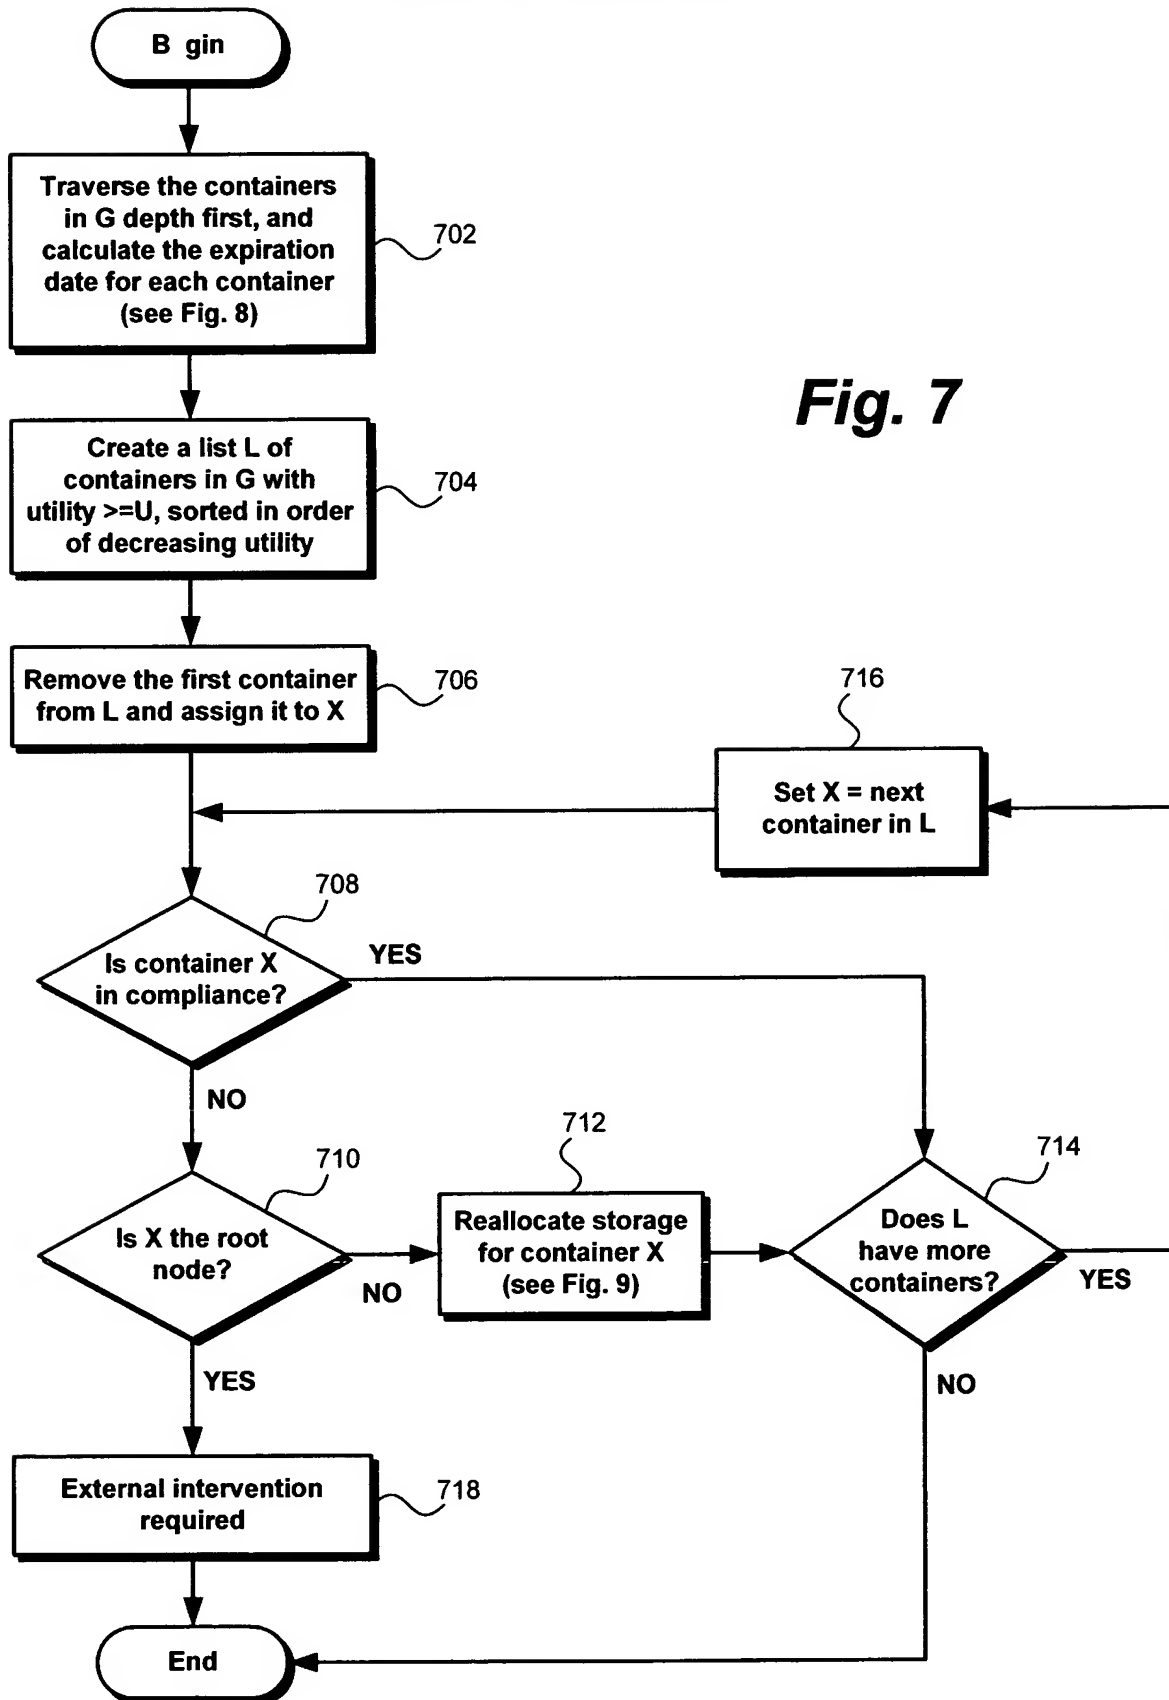 B gin
Traverse the containers
in G depth first, and
calculate the expiration
date for each container
(see Fig. 8)
702
Fig. 7
Create a list L of
containers in G with
utility >=U, sorted in order
of decreasing utility
704
Remove the first container
from L and assign it to X
706
716
Set X = next
container in L
708
Is container X
in compliance?
YES
NO
710
Is X the root
node?
NO
YES
712
Reallocate storage
for container X
(see Fig. 9)
714
Does L
have more
containers?
YES
NO
External intervention
required
718
End